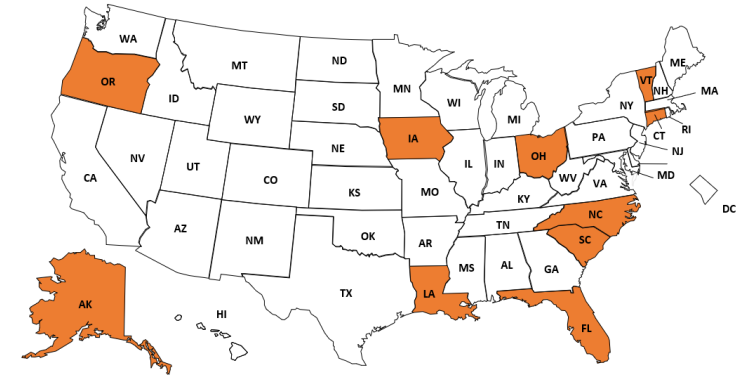 WA
ME
MT
ND
VT
OR
MN
NH
MA
ID
SD
WI
NY
MI
WY
RI
CT
IA
PA
NE
NJ
NV
OH
UT
IL
IN
MD
CA
CO
WV
VA
KS
MO
KY
DC
NC
AZ
NM
OK
AR
TN
SC
MS
AL
GA
TX
LA
AK
HI
FL